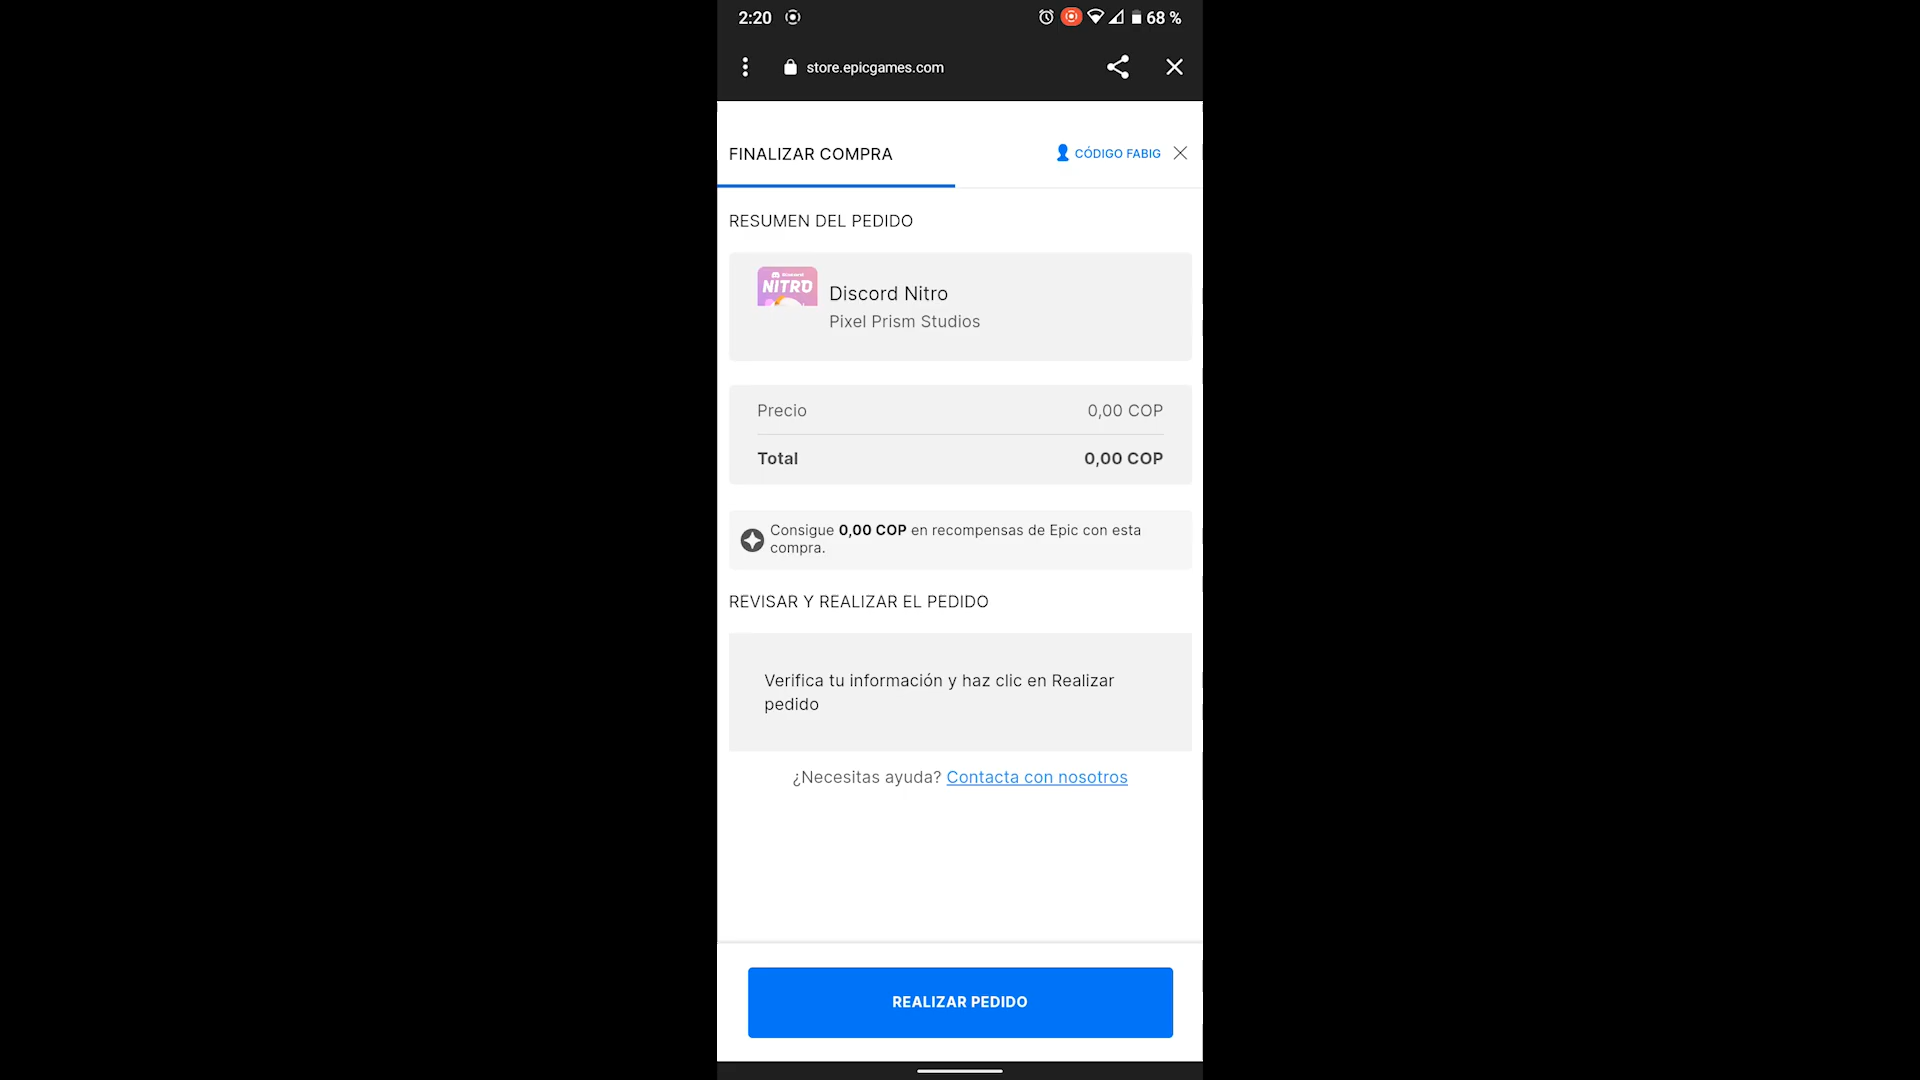 2:20
68 %
store.epicgames.com
FINALIZAR COMPRA
CÓDIGO FABIG
RESUMEN DEL PEDIDO
NITRO
Discord Nitro
Pixel Prism Studios
Precio 0,00 COP
Total 0,00 COP
Consigue 0,00 COP en recompensas de Epic con esta
compra.
REVISAR Y REALIZAR EL PEDIDO
Verifica tu información y haz clic en Realizar
pedido
¿Necesitas ayuda? Contacta con nosotros
REALIZAR PEDIDO